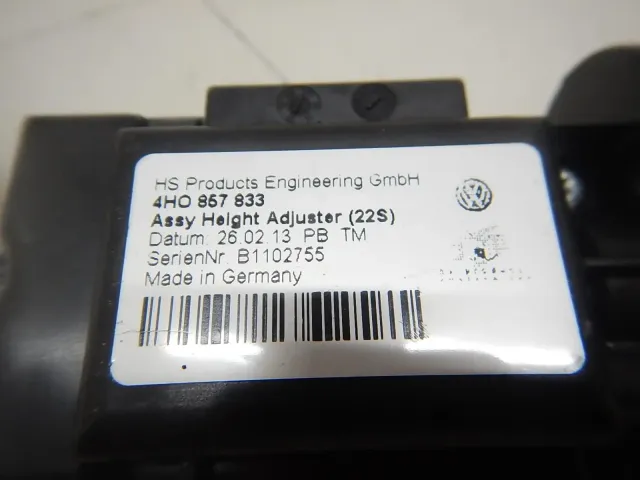 HS Products Engineering GmbH
4H0 857 833
Assy Height Adjuster (22S)
Datum: 26.02.13 PB TM
SerienNr. B1102755
Made in Germany